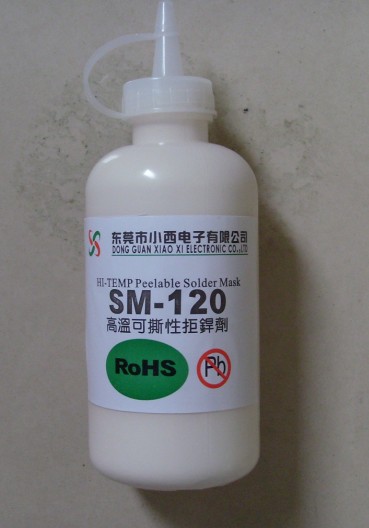 东莞市小西电子有限公司
DONG GUAN XIAO XI ELECTRONIC CO.,LTD
HI-TEMP Peelable Solder Mask
SM-120
高溫可撕性拒銲劑
RoHS
Pb